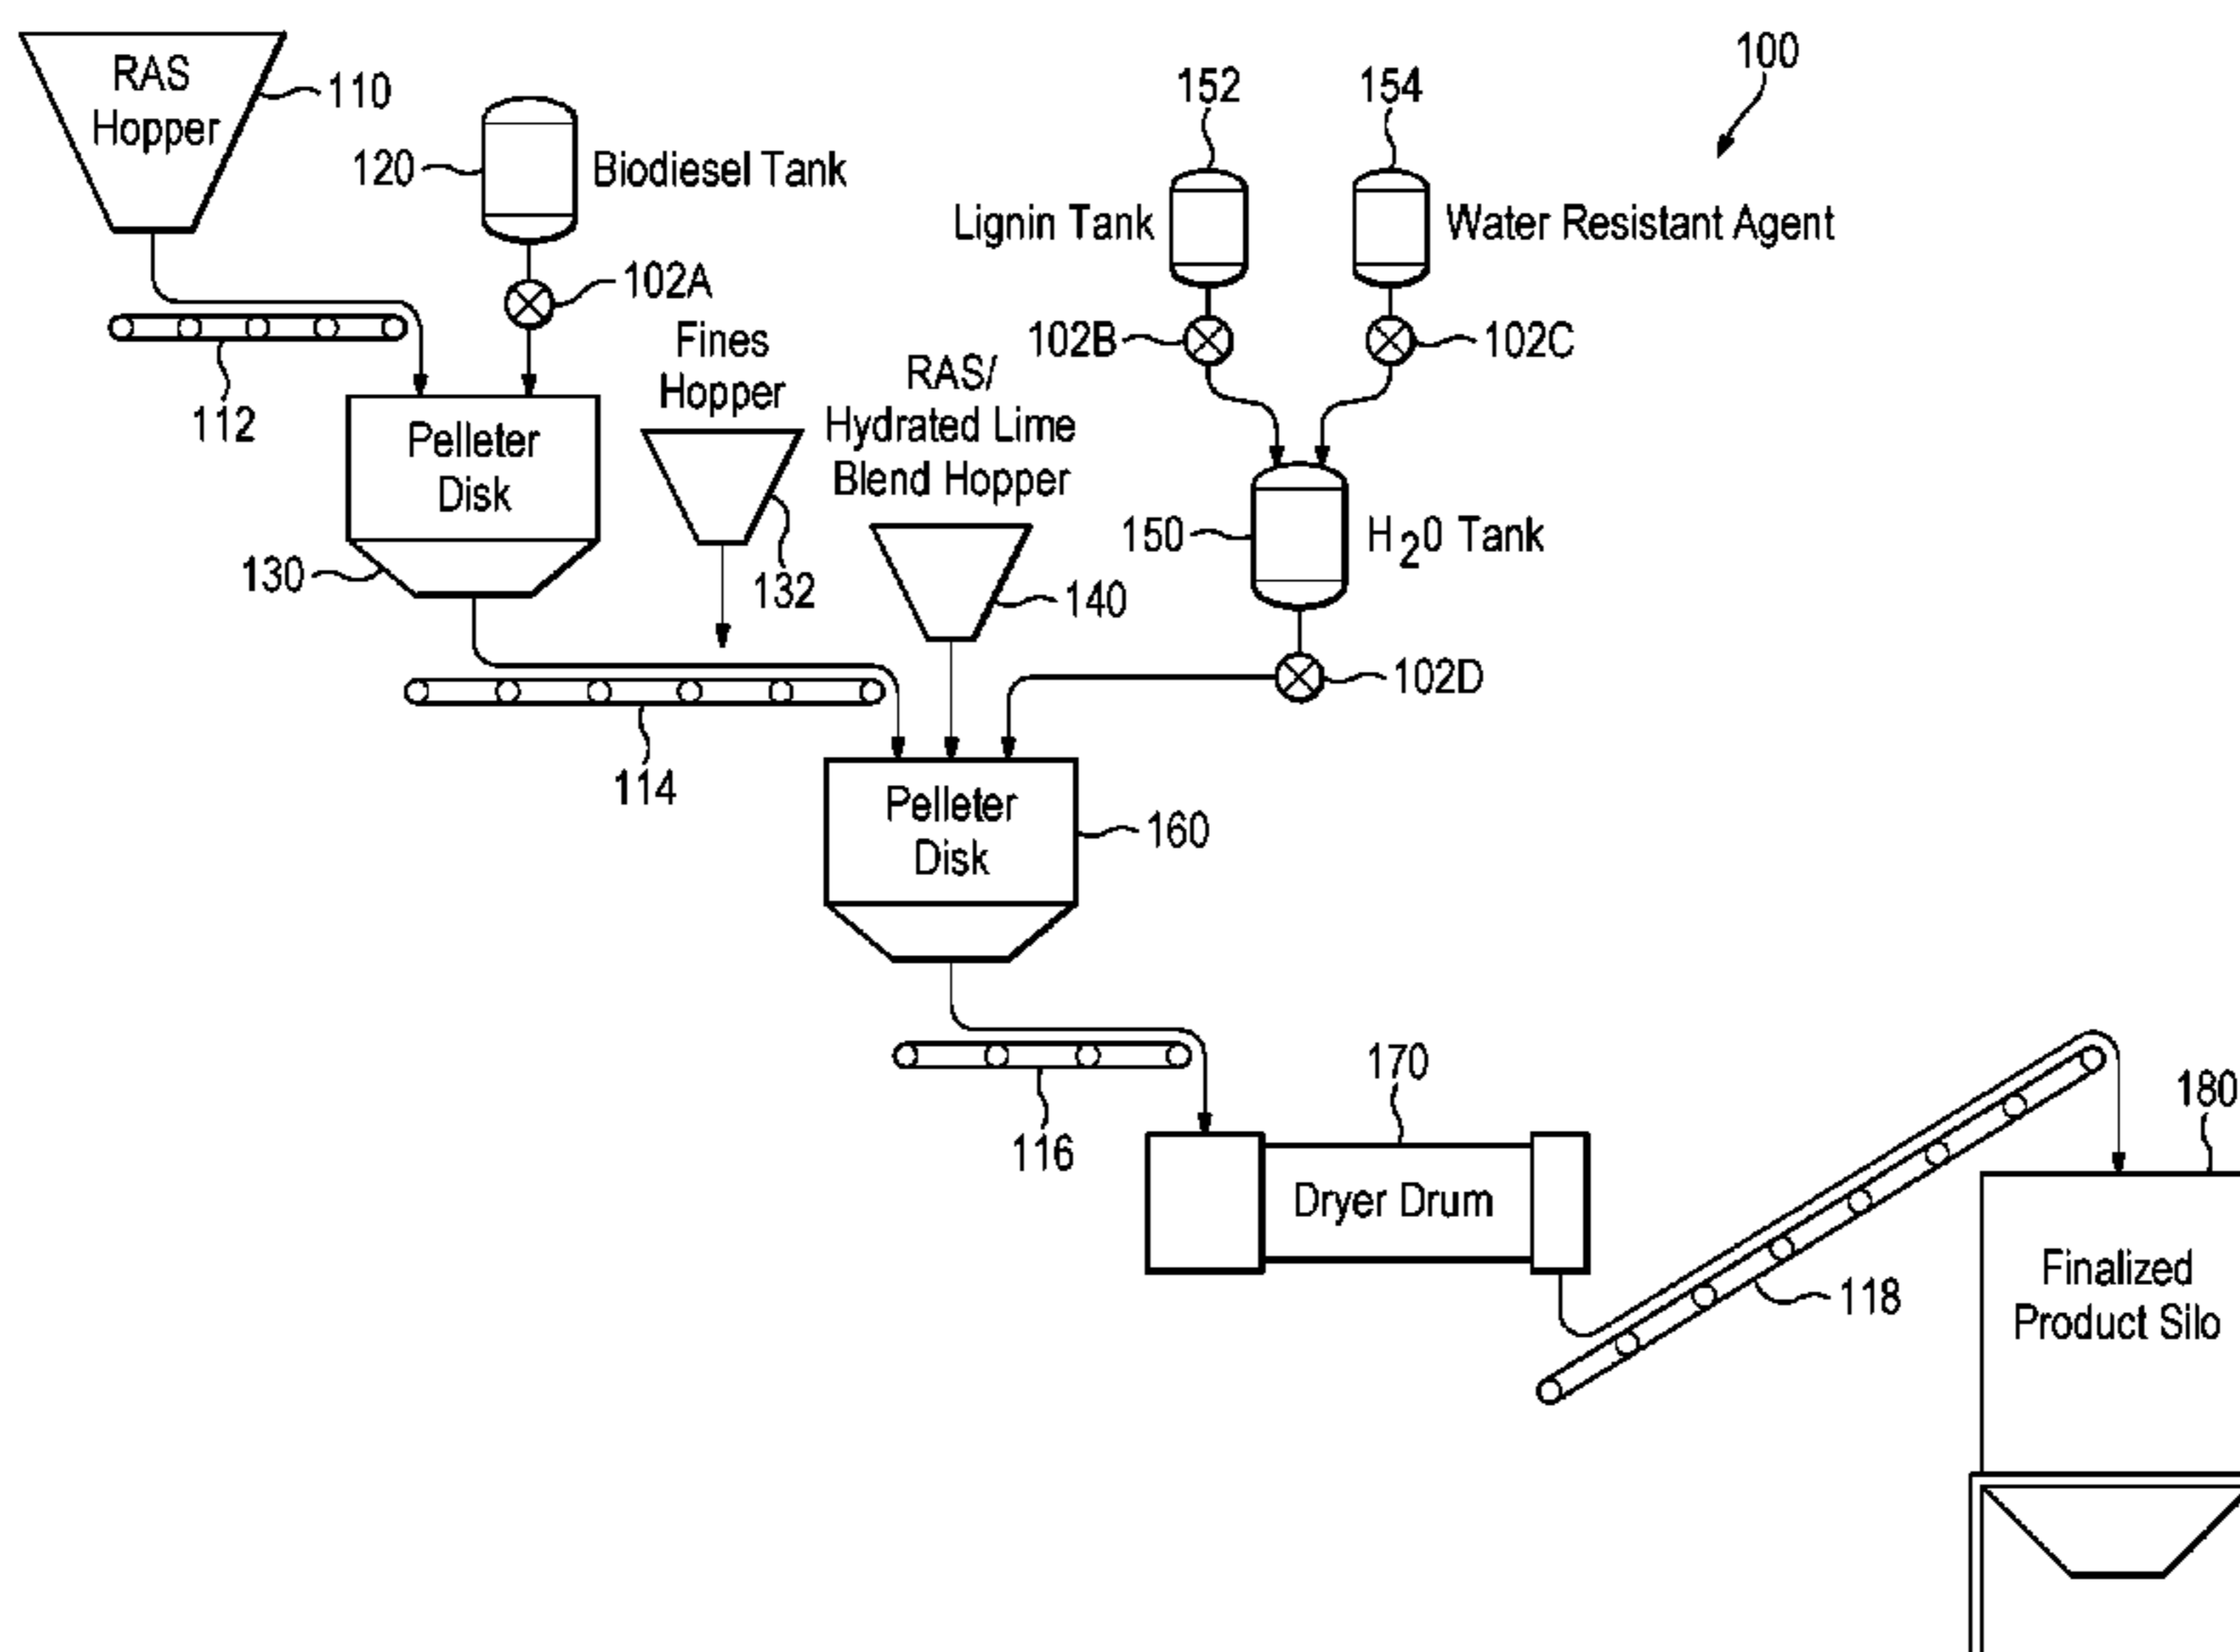 RAS
Hopper
110
120
Biodiesel Tank
102A
112
152
154
100
Lignin Tank
Water Resistant Agent
102B
102C
Pelleter
Disk
130
Fines
Hopper
132
RAS/
Hydrated Lime
Blend Hopper
140
150
H20 Tank
102D
114
Pelleter
Disk
160
116
170
Dryer Drum
118
180
Finalized
Product Silo